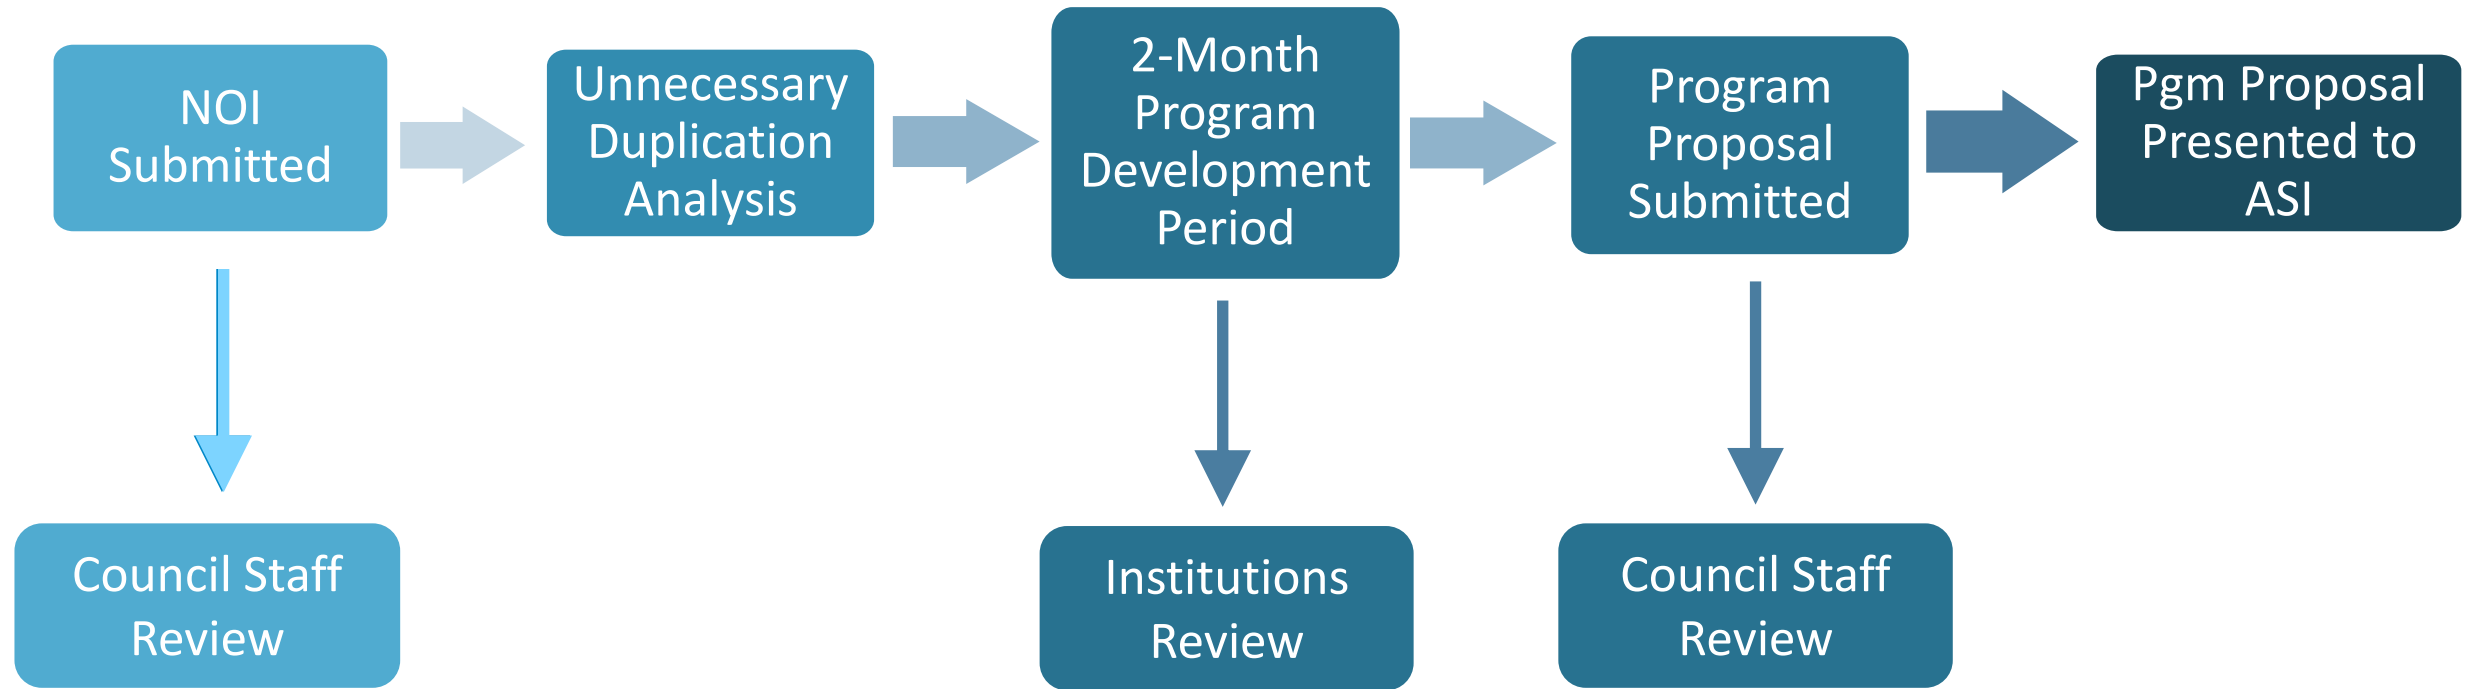 NOI
Submitted
Unnecessary
Duplication
Analysis
2-Month
Program
Development
Period
Program
Proposal
Submitted
Pgm Proposal
Presented to
ASI
Council Staff
Review
Institutions
Review
Council Staff
Review